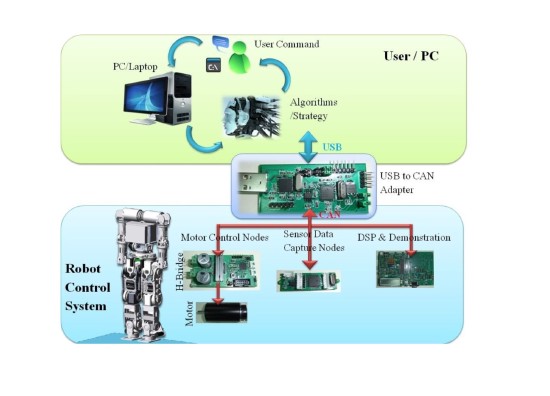 User Command
User / PC
PC/Laptop
Algorithms
/Strategy
USB
USB to CAN
Adapter
CAN
Motor Control Nodes
Sensor Data
Capture Nodes
DSP & Demonstration
H-Bridge
Robot
Control
System
Motor